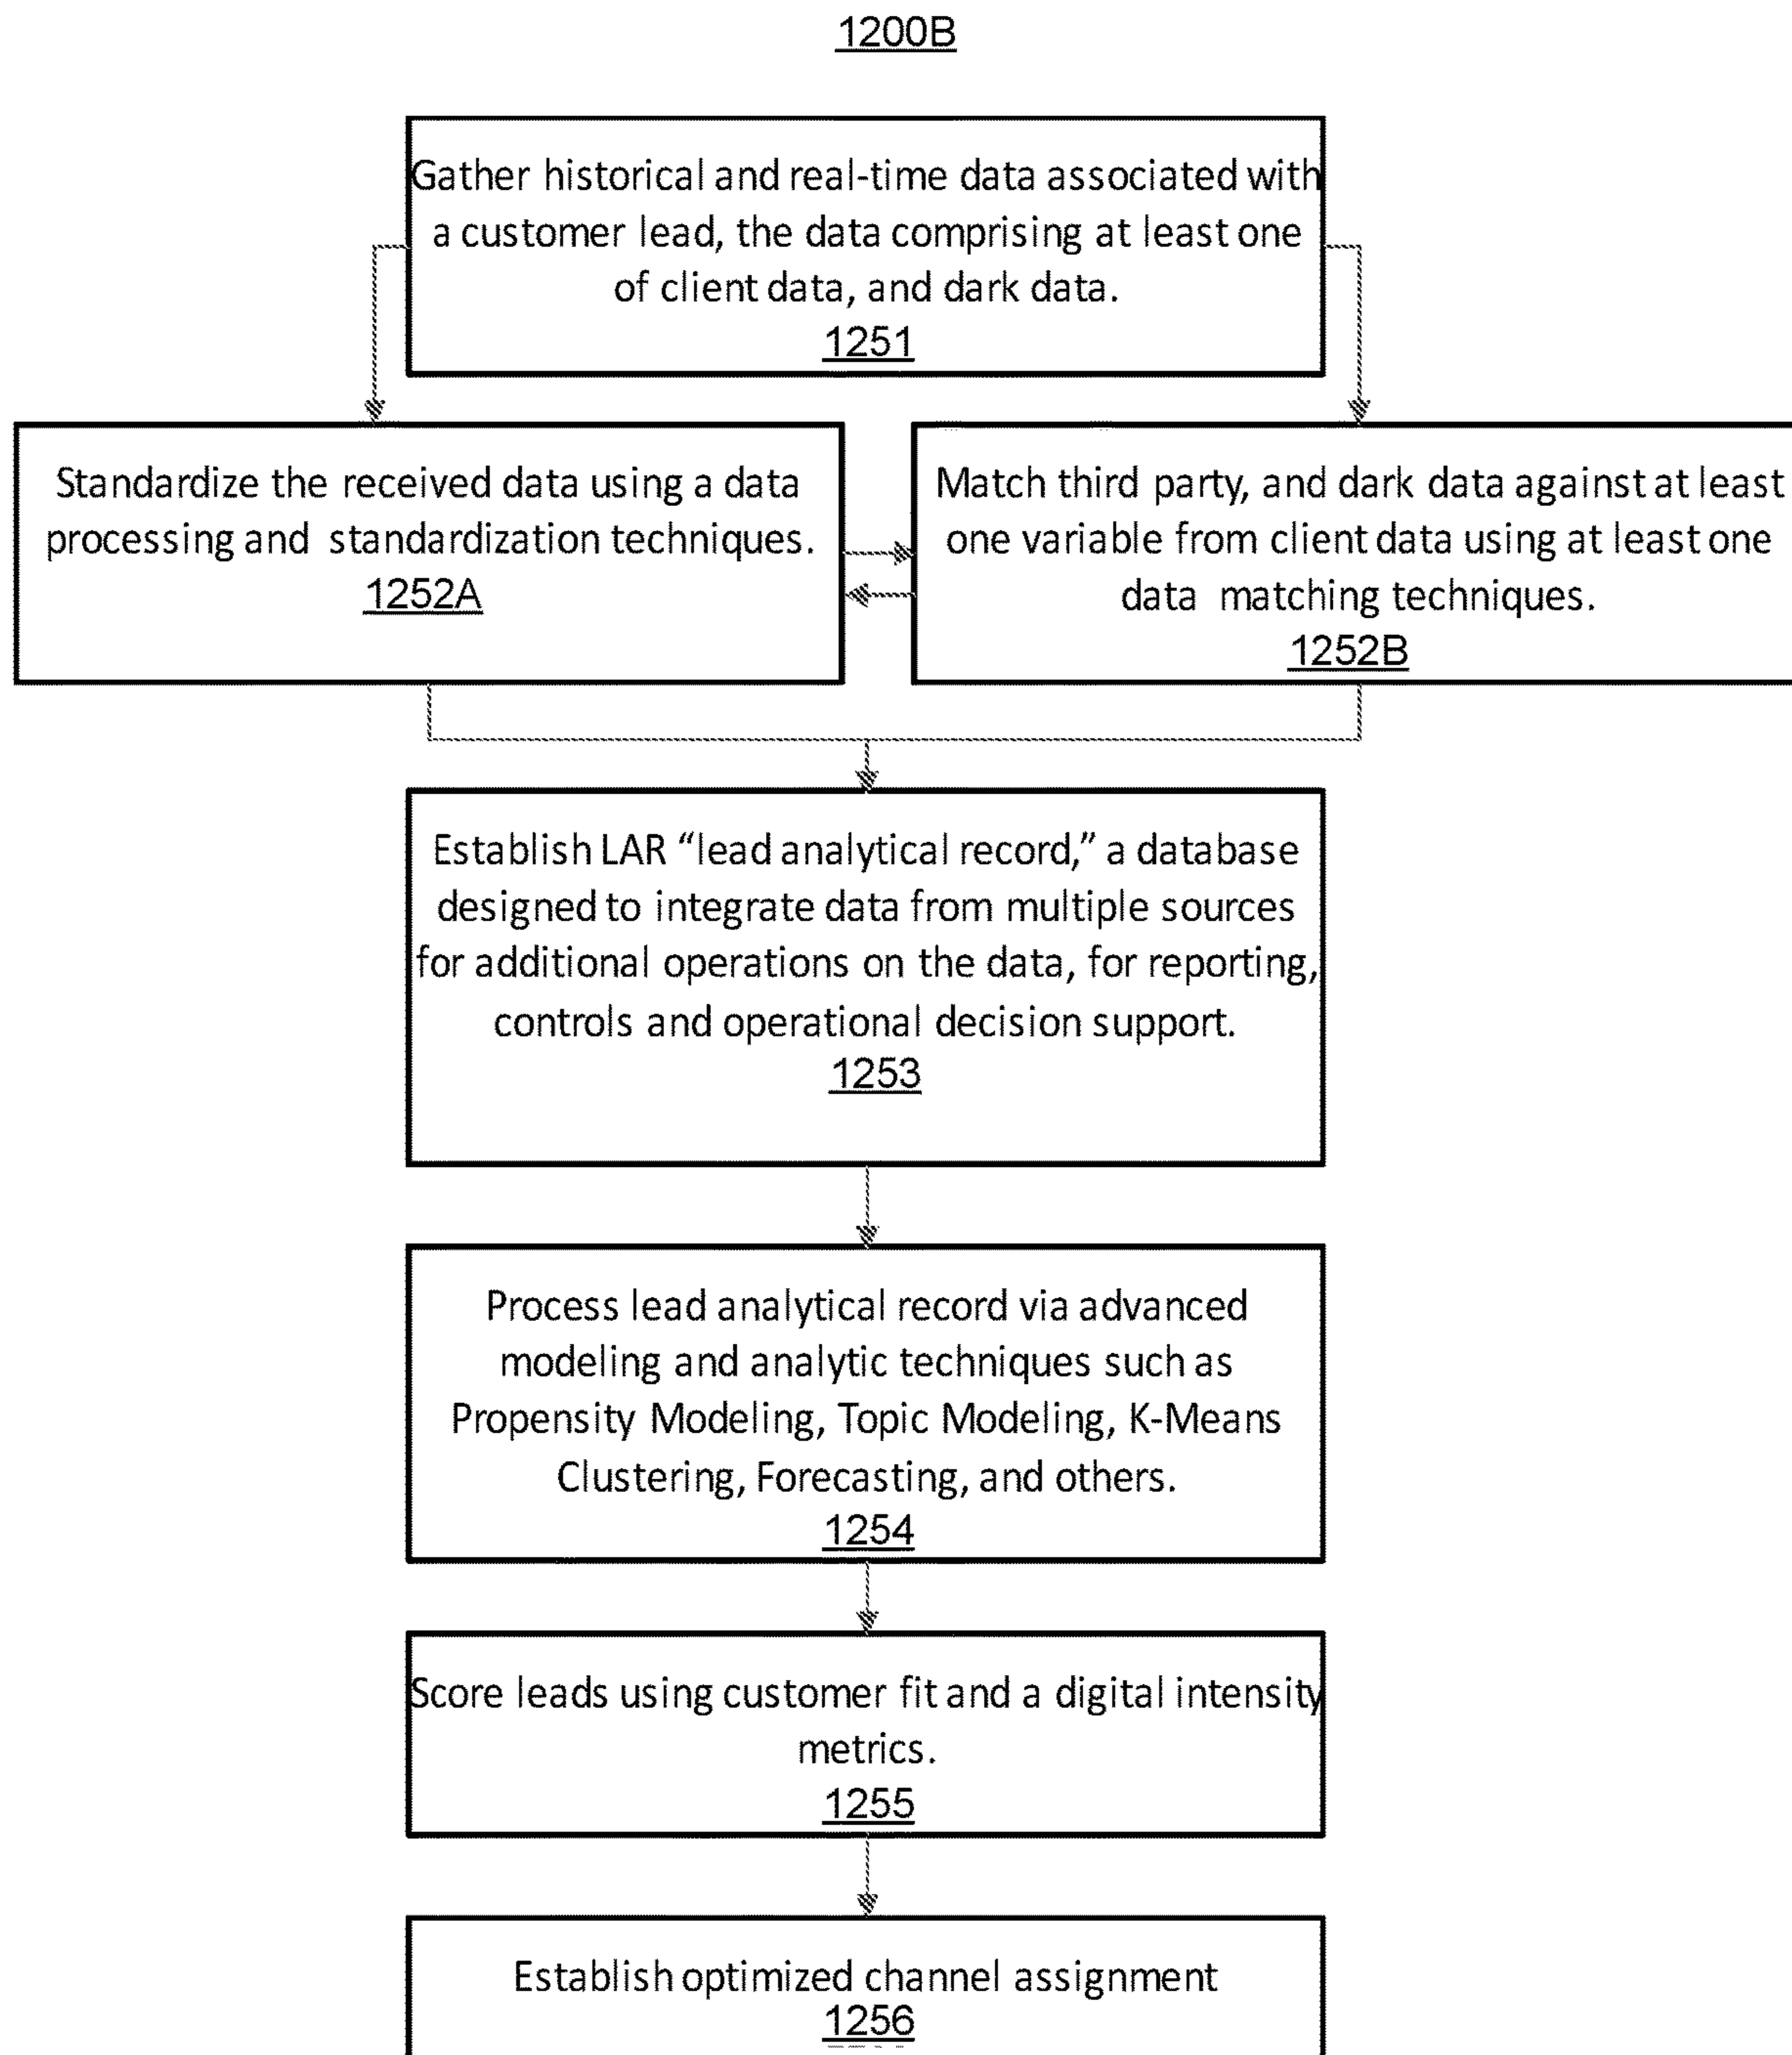 1200B
Gather historical and real-time data associated with
a customer lead, the data comprising at least one
of client data, and dark data.
1251
Standardize the received data using a data
processing and standardization techniques.
1252A
Match third party, and dark data against at least
one variable from client data using at least one
data matching techniques.
1252B
Establish LAR “lead analytical record,” a database
designed to integrate data from multiple sources
for additional operations on the data, for reporting,
controls and operational decision support.
1253
Process lead analytical record via advanced
modeling and analytic techniques such as
Propensity Modeling, Topic Modeling, K-Means
Clustering, Forecasting, and others.
1254
Score leads using customer fit and a digital intensity
metrics.
1255
Establish optimized channel assignment
1256